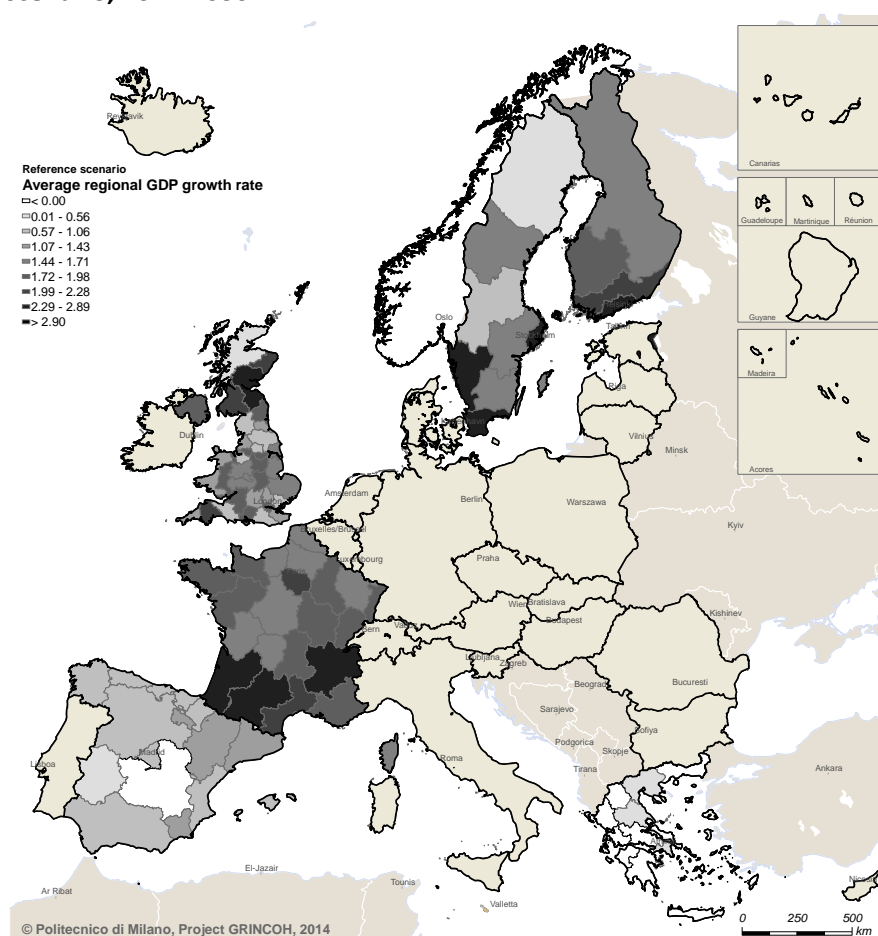 Reykjavik
Canarias
Reference scenario
Average regional GDP growth rate
< 0.00
0.01 - 0.56
0.57 - 1.06
1.07 - 1.43
1.44 - 1.71
1.72 - 1.98
1.99 - 2.28
2.29 - 2.89
> 2.90
Guadeloupe
Martinique
Réunion
Guyane
Madeira
Acores
Oslo
Stockholm
Riga
Vilnius
Minsk
Dublin
London
Amsterdam
Berlin
Warszawa
Bruxelles/Brussel
Luxembourg
Kyiv
Praha
Wien
Bratislava
Budapest
Kishinev
Bern
Ljubljana
Zagreb
Beograd
Bucuresti
Sarajevo
Sofiya
Podgorica
Skopje
Tirana
Roma
Madrid
Lisboa
Ankara
El-Jazair
Ar Ribat
Tounis
Valletta
0 250 500
km
© Politecnico di Milano, Project GRINCOH, 2014